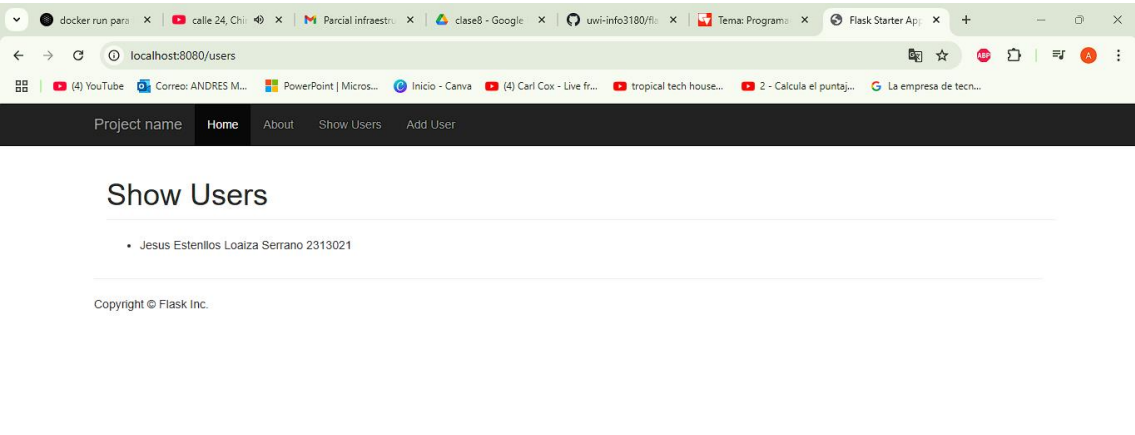 docker run para
calle 24, Chi
Parcial infraestru
clase8 - Google
uwi-info3180/fla
Tema: Programa
Flask Starter App
localhost:8080/users
(4) YouTube
Correo: ANDRES M...
PowerPoint | Micros...
Inicio - Canva
(4) Carl Cox - Live fr...
tropical tech house...
2 - Calcula el puntaj...
La empresa de tecn...
ABP
A
Project name Home About Show Users Add User
Show Users
Jesus Estenllos Loaiza Serrano 2313021
Copyright © Flask Inc.